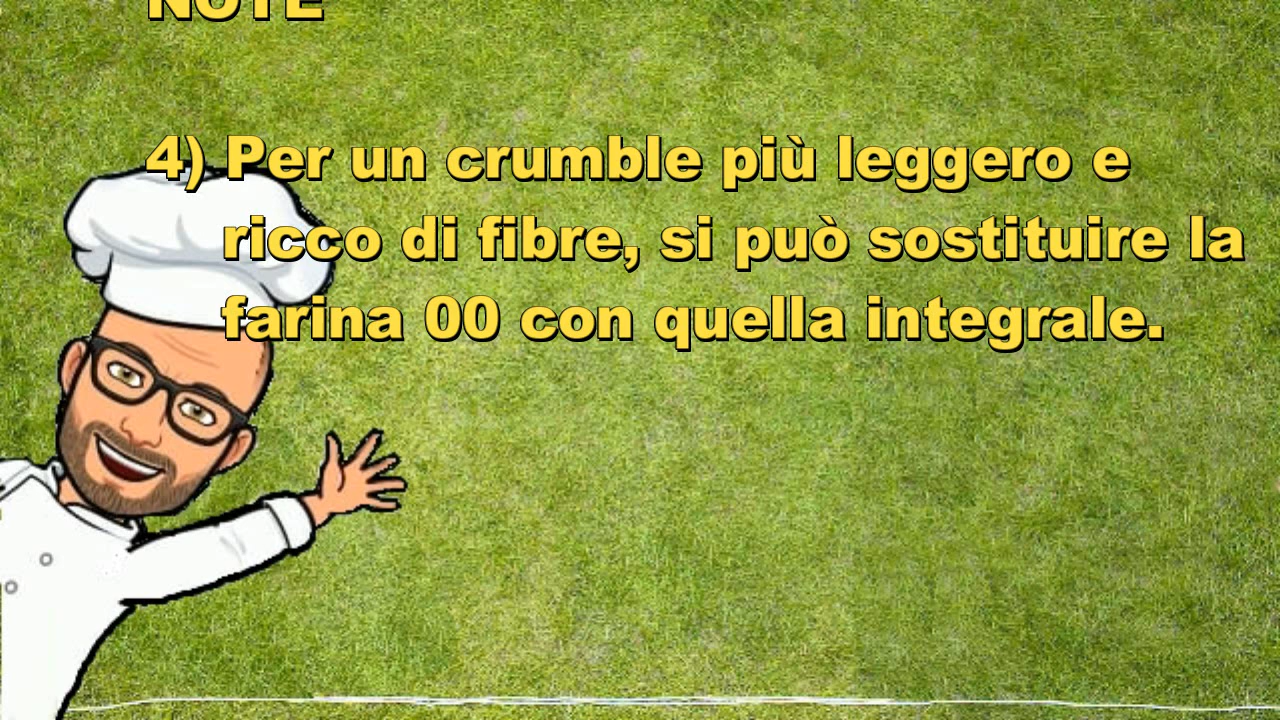 NOTE
4) Per un crumble più leggero e
ricco di fibre, si può sostituire la
farina 00 con quella integrale.